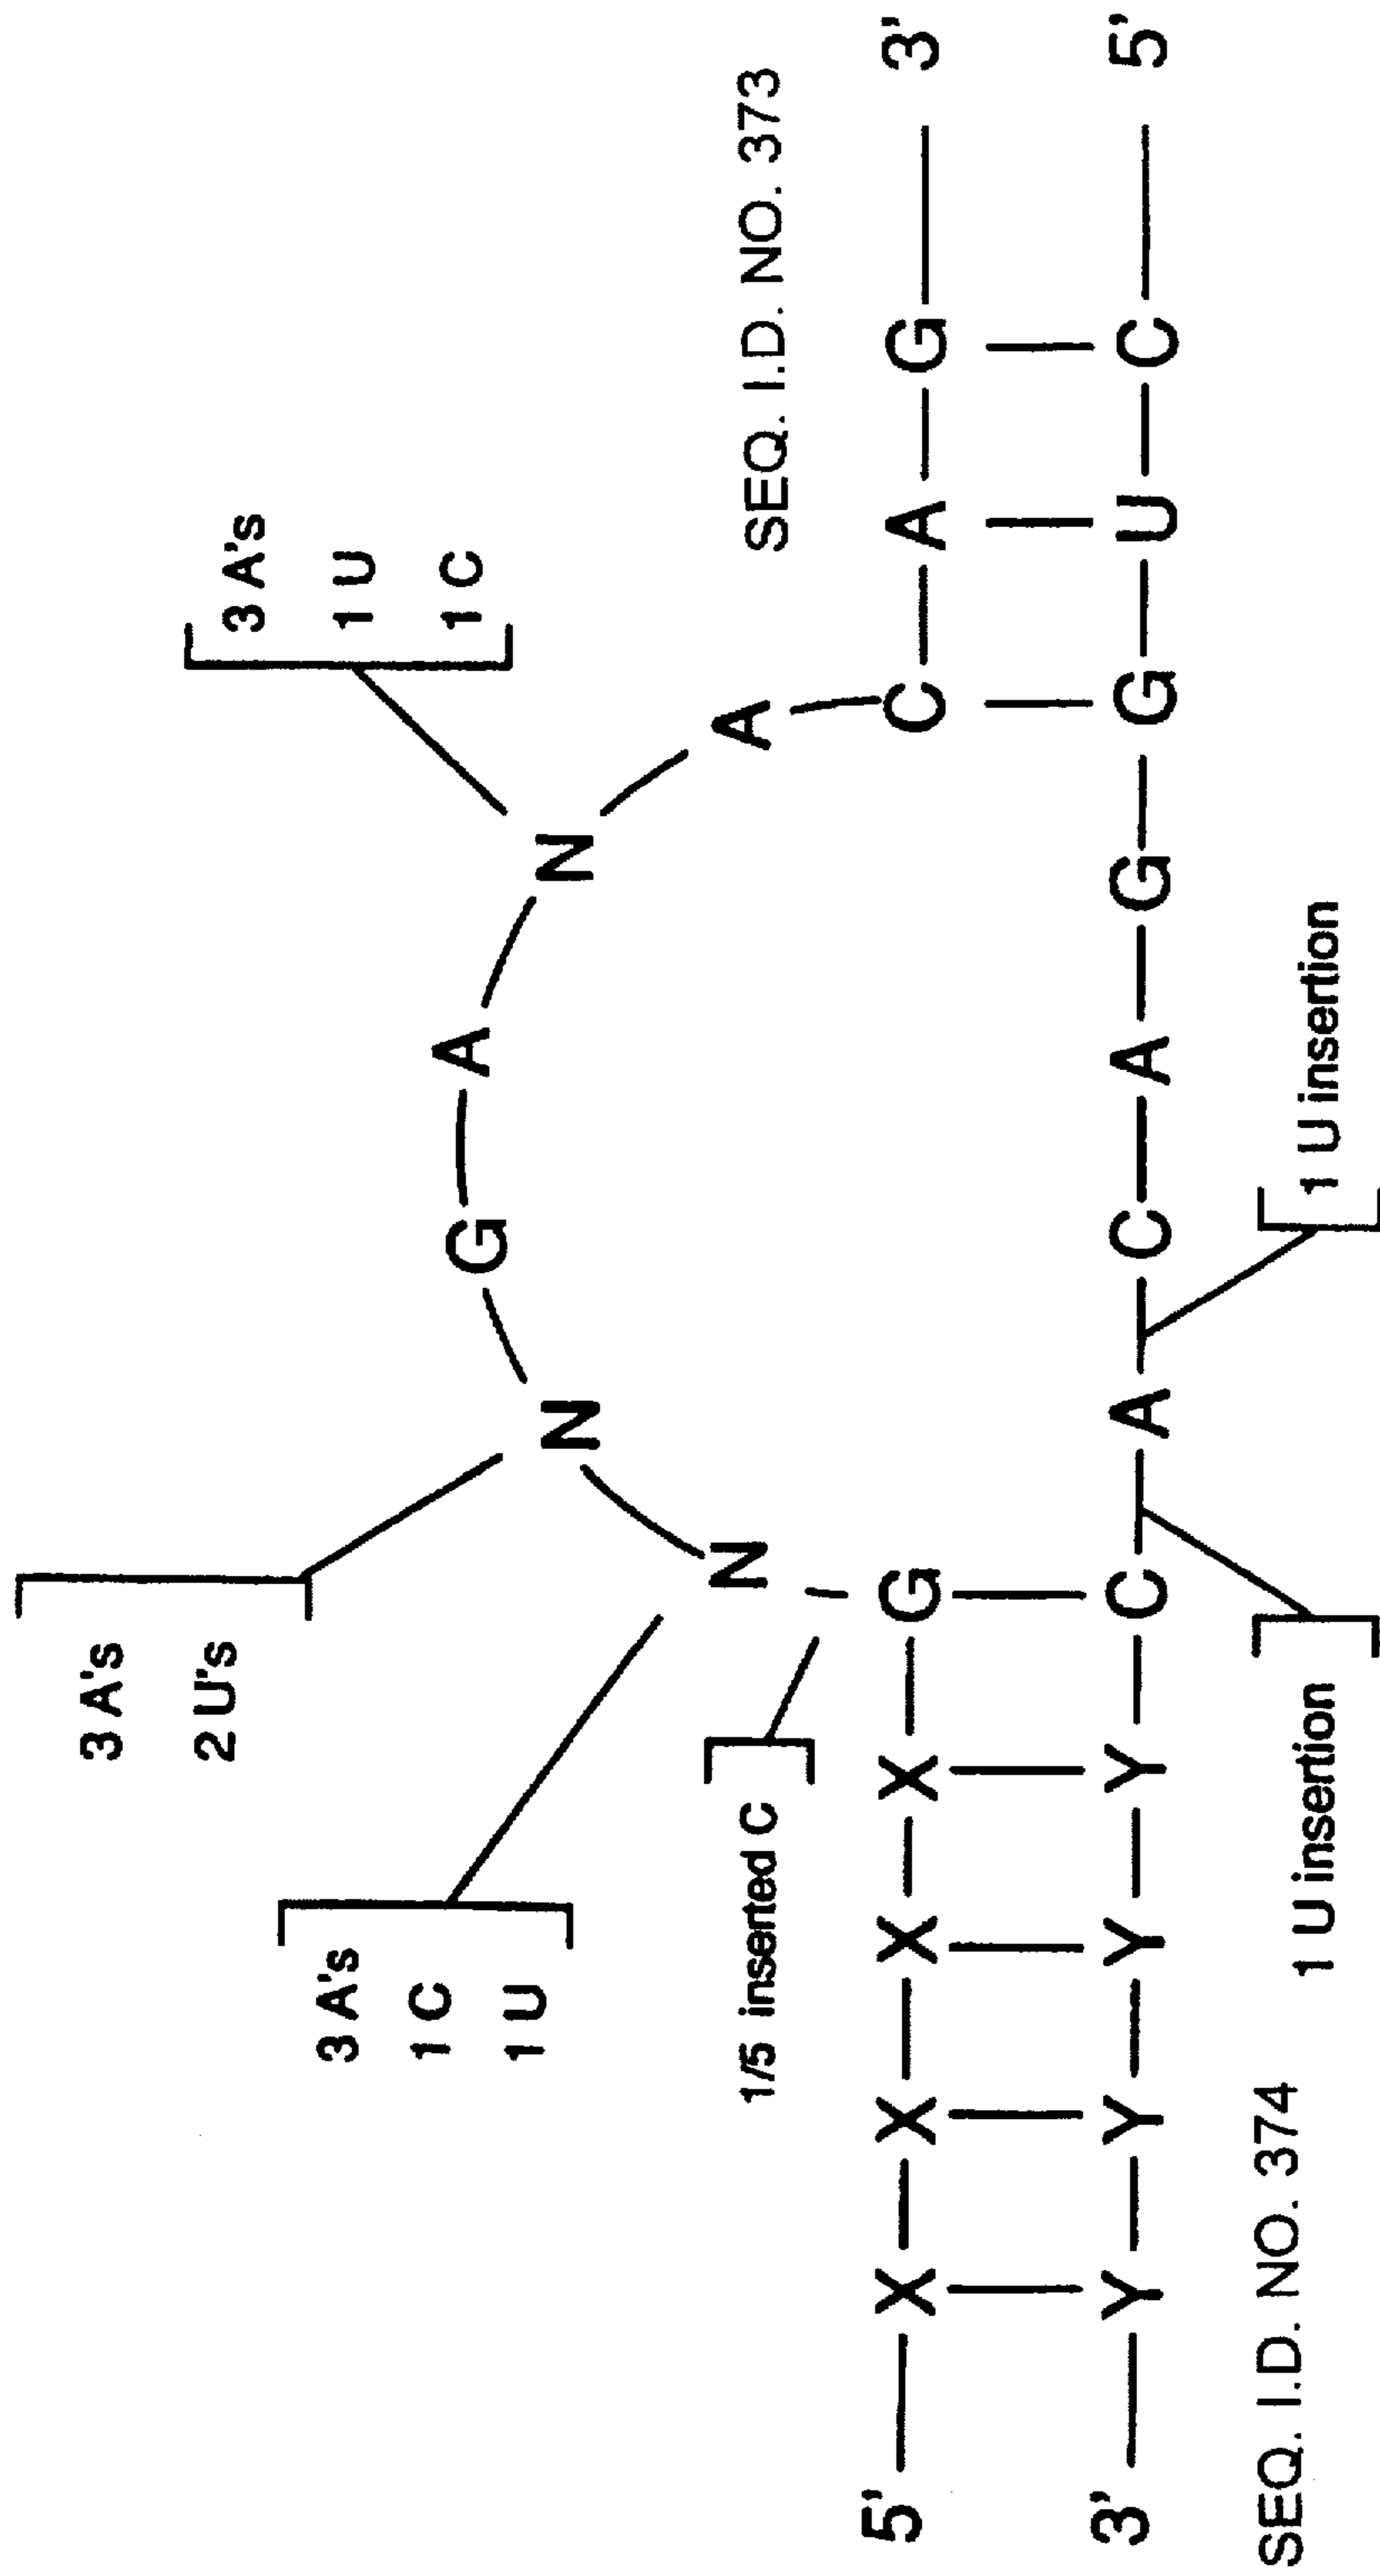 3 A's
2 U's
3 A's
1 C
1 U
1/5 inserted C
3 A's
1 U
1 C
N N G A N A
SEQ. I.D. NO. 373
5' X X X X G C A G 3'
3' Y Y Y Y C A C A G G U C 5'
1 U insertion
1 U insertion
SEQ. I.D. NO. 374